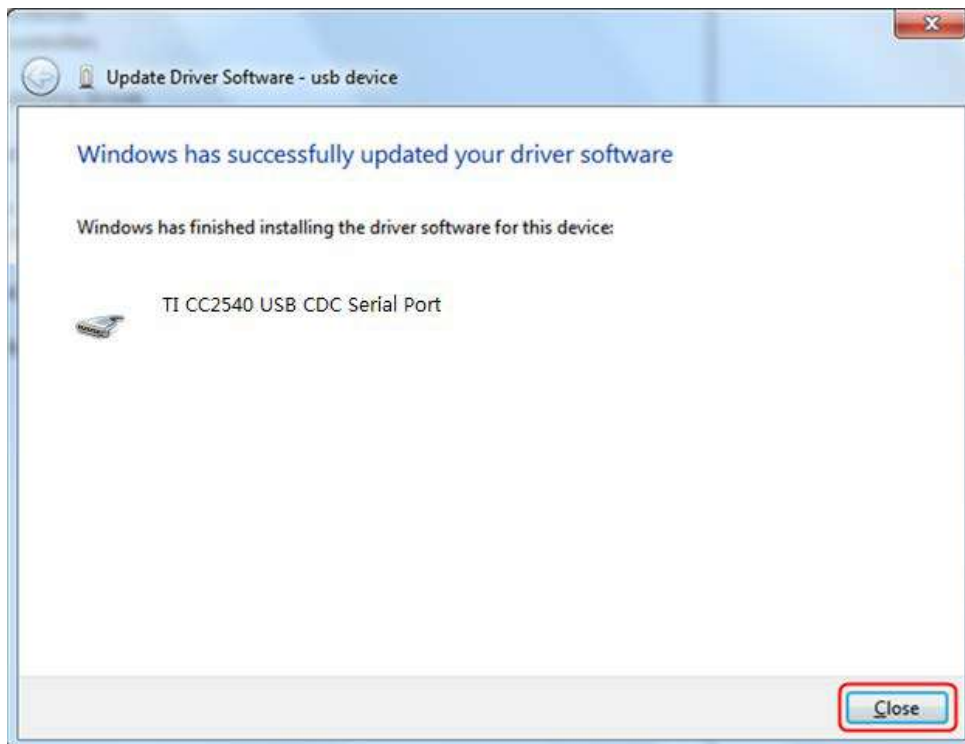 Update Driver Software - usb device
Windows has successfully updated your driver software
Windows has finished installing the driver software for this device:
TI CC2540 USB CDC Serial Port
Close